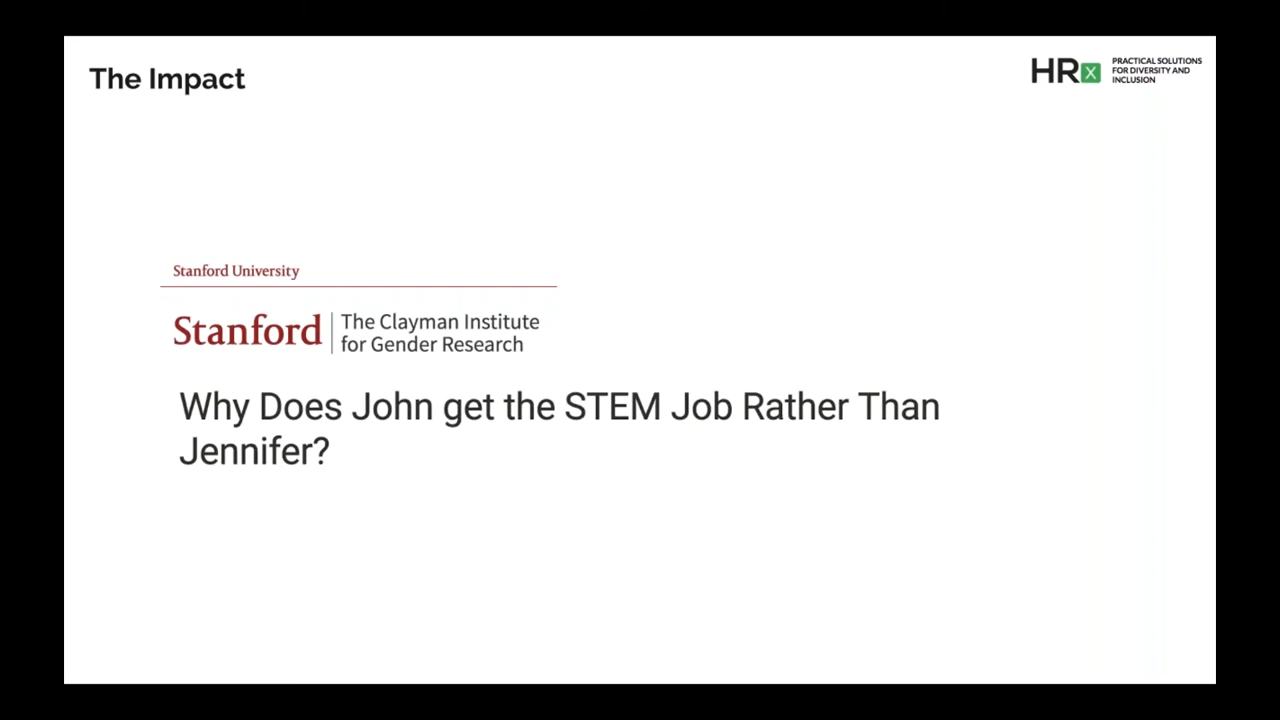 The Impact
HRx
PRACTICAL SOLUTIONS
FOR DIVERSITY AND
INCLUSION
Stanford University
Stanford
The Clayman Institute
for Gender Research
Why Does John get the STEM Job Rather Than
Jennifer?